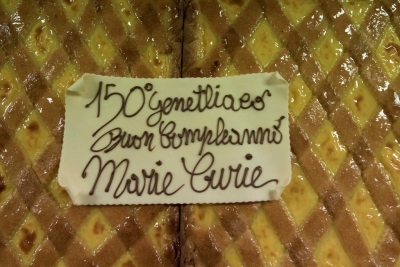 150° genetliaco
Buon Compleanno
Marie Curie